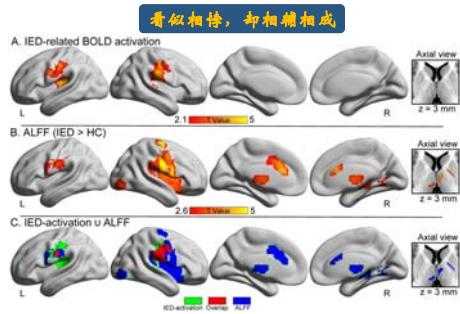 看似相悖，却相辅相成
A. IED-related BOLD activation
Axial view
L
R
2.1 T Value 5
z = 3 mm
B. ALFF (IED > HC)
Axial view
L
R
2.6 T Value 5
z = 3 mm
C. IED-activation ∪ ALFF
Axial view
L
R
z = 3 mm
IED-activation Overlap ALFF